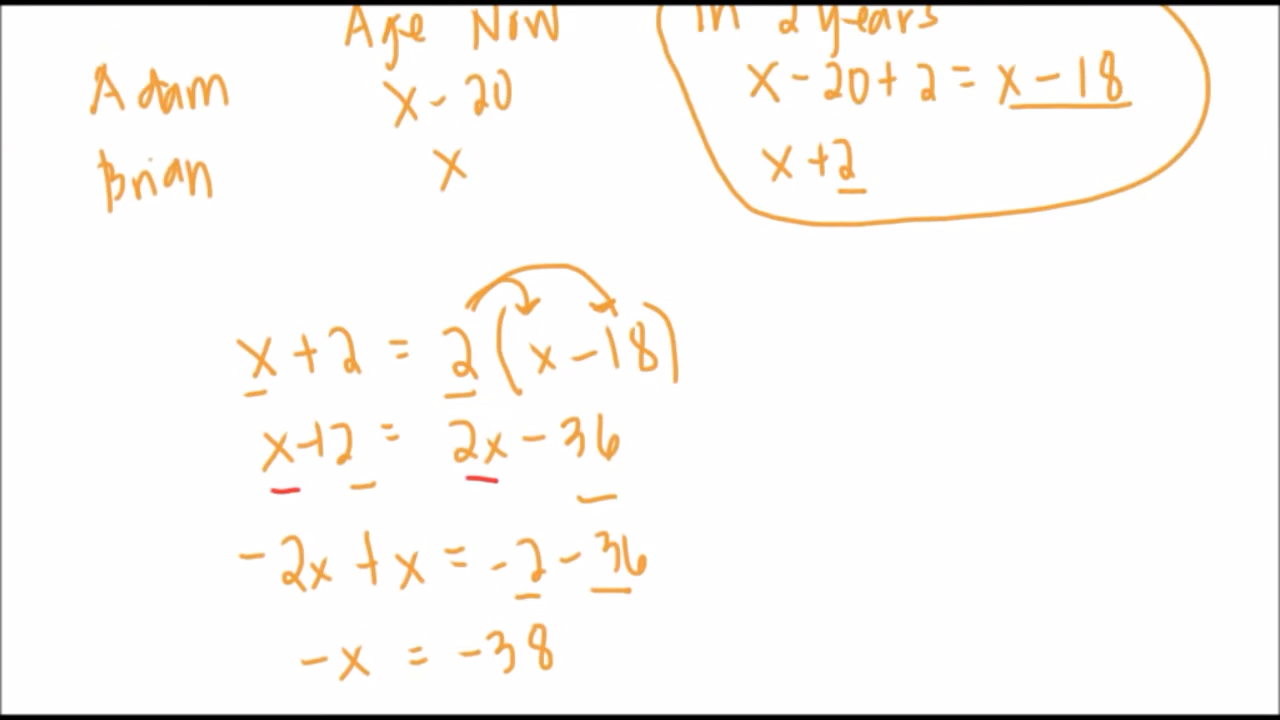 Age Now In 2 years
Adam x - 20 x - 20 + 2 = x - 18
Brian x x + 2
x + 2 = 2 (x - 18)
x + 2 = 2x - 36
-2x + x = -2 - 36
-x = -38